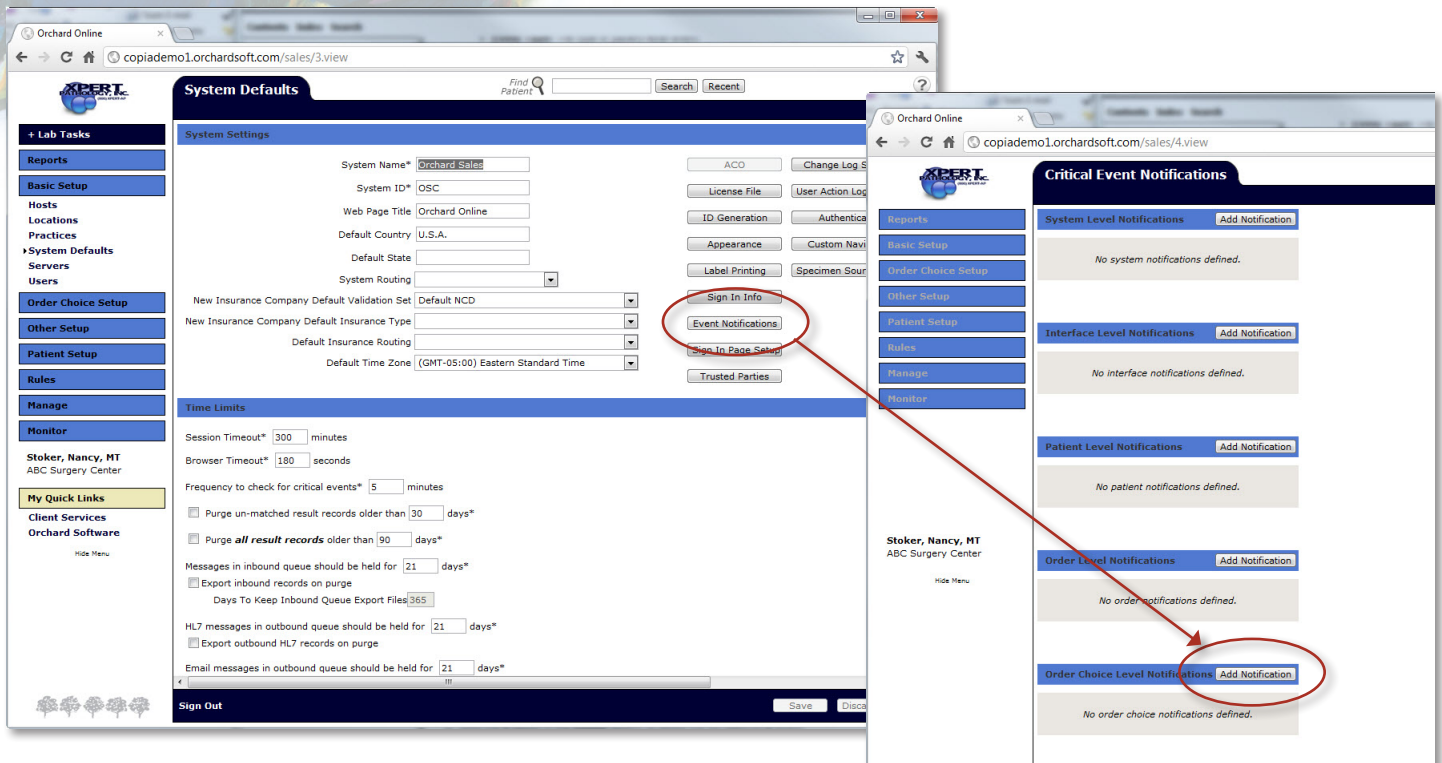 Orchard Online
copiademo1.orchardsoft.com/sales/3.view
XPERT
PATHOLOGY, INC.
System Defaults
Find Patient
Search
Recent
?
+ Lab Tasks
Reports
Basic Setup
Hosts
Locations
Practices
System Defaults
Servers
Users
Order Choice Setup
Other Setup
Patient Setup
Rules
Manage
Monitor
Stoker, Nancy, MT
ABC Surgery Center
My Quick Links
Client Services
Orchard Software
Hide Menu
System Settings
System Name* Orchard Sales
System ID* OSC
Web Page Title Orchard Online
Default Country U.S.A.
Default State
System Routing
New Insurance Company Default Validation Set Default NCD
New Insurance Company Default Insurance Type
Default Insurance Routing
Default Time Zone (GMT-05:00) Eastern Standard Time
ACO
Change Log S
License File
User Action Log
ID Generation
Authentica
Appearance
Custom Navi
Label Printing
Specimen Sour
Sign In Info
Event Notifications
Sign In Page Setup
Trusted Parties
Time Limits
Session Timeout* 300 minutes
Browser Timeout* 180 seconds
Frequency to check for critical events* 5 minutes
Purge un-matched result records older than 30 days*
Purge all result records older than 90 days*
Messages in inbound queue should be held for 21 days*
Export inbound records on purge
Days To Keep Inbound Queue Export Files 365
HL7 messages in outbound queue should be held for 21 days*
Export outbound HL7 records on purge
Email messages in outbound queue should be held for 21 days*
Sign Out
Save
Disca
Orchard Online
copiademo1.orchardsoft.com/sales/4.view
XPERT
PATHOLOGY, INC.
Critical Event Notifications
Reports
Basic Setup
Order Choice Setup
Other Setup
Patient Setup
Rules
Manage
Monitor
Stoker, Nancy, MT
ABC Surgery Center
Hide Menu
System Level Notifications Add Notification
No system notifications defined.
Interface Level Notifications Add Notification
No interface notifications defined.
Patient Level Notifications Add Notification
No patient notifications defined.
Order Level Notifications Add Notification
No order notifications defined.
Order Choice Level Notifications Add Notification
No order choice notifications defined.